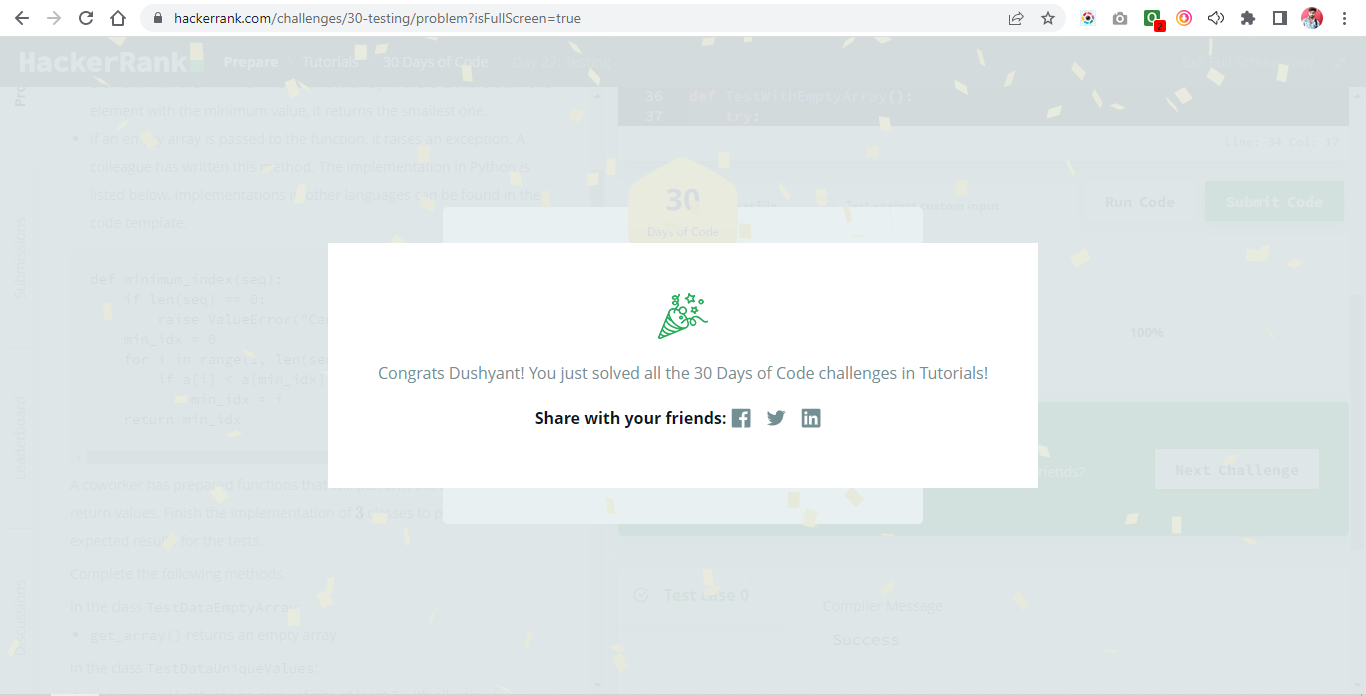 hackerrank.com/challenges/30-testing/problem?isFullScreen=true
2
HackerRank
Prepare
Tutorials
30 Days of Code
Day 27: Testing
element with the minimum value, it returns the smallest one.
If an empty array is passed to the function, it raises an exception. A
colleague has written this method. The implementation in Python is
listed below. Implementations in other languages can be found in the
code template.
def minimum_index(seq):
if len(seq) == 0:
raise ValueError("Ca
min_idx = 0
for i in range(1, len(se
if a[i] < a[min_idx]
min_idx = i
return min_idx
A coworker has prepared functions that
return values. Finish the implementation of 3 classes to p
expected results for the tests.
Complete the following methods.
In the class TestDataEmptyArray:
get_array() returns an empty array
In the class TestDataUniqueValues:
Submissions
Leaderboard
Discussions
36 def TestWithEmptyArray():
37 try:
Line: 34 Col: 17
Test against custom input
Run Code
Submit Code
30
Days of Code
100%
Congrats Dushyant! You just solved all the 30 Days of Code challenges in Tutorials!
Share with your friends:
riends?
Next Challenge
Test case 0
Compiler Message
Success